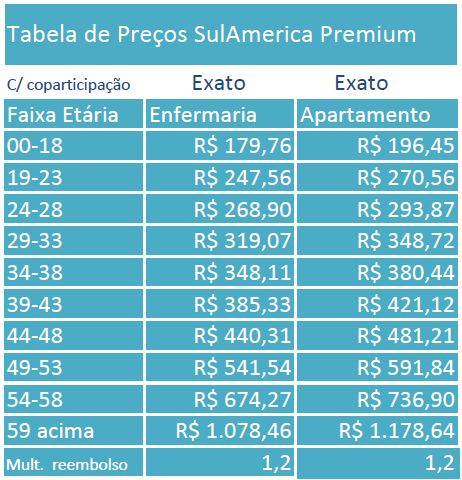 Tabela de Preços SulAmerica Premium
C/ coparticipação Exato Exato
Faixa Etária Enfermaria Apartamento
00-18 R$ 179,76 R$ 196,45
19-23 R$ 247,56 R$ 270,56
24-28 R$ 268,90 R$ 293,87
29-33 R$ 319,07 R$ 348,72
34-38 R$ 348,11 R$ 380,44
39-43 R$ 385,33 R$ 421,12
44-48 R$ 440,31 R$ 481,21
49-53 R$ 541,54 R$ 591,84
54-58 R$ 674,27 R$ 736,90
59 acima R$ 1.078,46 R$ 1.178,64
Mult. reembolso 1,2 1,2